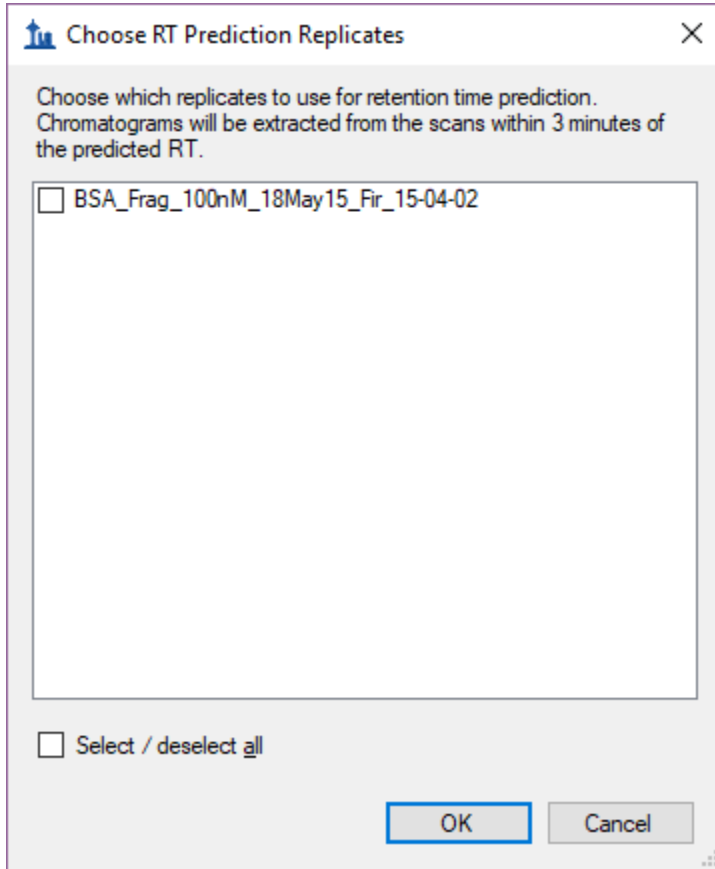 Choose RT Prediction Replicates
Choose which replicates to use for retention time prediction.
Chromatograms will be extracted from the scans within 3 minutes of
the predicted RT.
BSA_Frag_100nM_18May15_Fir_15-04-02
Select / deselect all
OK Cancel